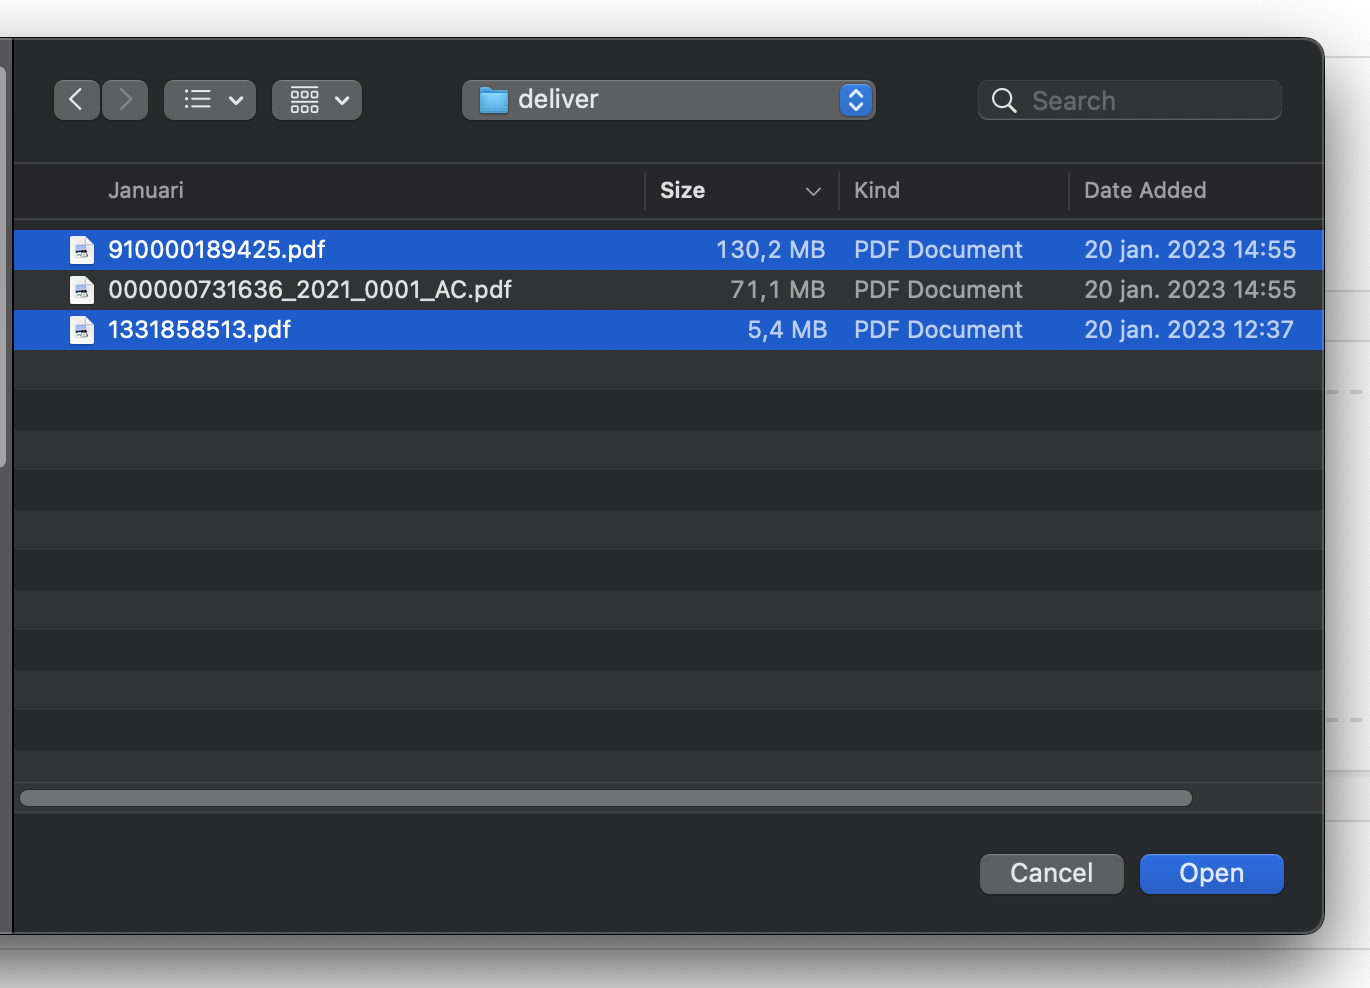 deliver
Search
Januari Size Kind Date Added
910000189425.pdf 130,2 MB PDF Document 20 jan. 2023 14:55
000000731636_2021_0001_AC.pdf 71,1 MB PDF Document 20 jan. 2023 14:55
1331858513.pdf 5,4 MB PDF Document 20 jan. 2023 12:37
Cancel Open